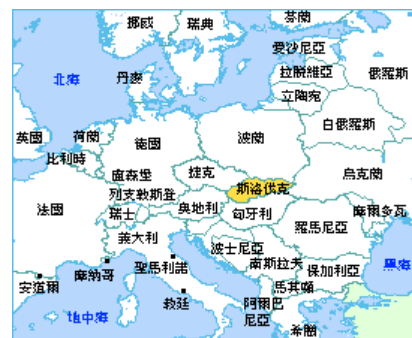 挪威
瑞典
芬蘭
愛沙尼亞
北海
丹麥
拉脫維亞
俄羅斯
立陶宛
英國
荷蘭
德國
波蘭
白俄羅斯
比利時
盧森堡
捷克
烏克蘭
列支敦斯登
斯洛伐克
法國
瑞士
奧地利
匈牙利
摩爾多瓦
羅馬尼亞
義大利
波士尼亞
黑海
摩納哥
聖馬利諾
南斯拉夫
保加利亞
安道爾
馬其頓
教廷
阿爾巴
尼亞
地中海
希臘